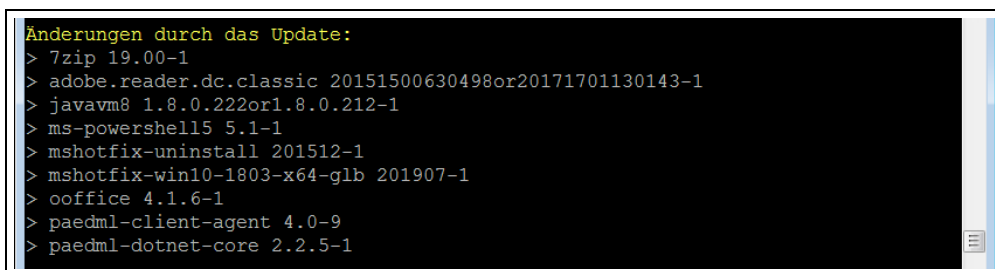 Änderungen durch das Update:
> 7zip 19.00-1
> adobe.reader.dc.classic 20151500630498or20171701130143-1
> javavm8 1.8.0.222or1.8.0.212-1
> ms-powershell5 5.1-1
> mshotfix-uninstall 201512-1
> mshotfix-win10-1803-x64-glb 201907-1
> ooffice 4.1.6-1
> paedml-client-agent 4.0-9
> paedml-dotnet-core 2.2.5-1